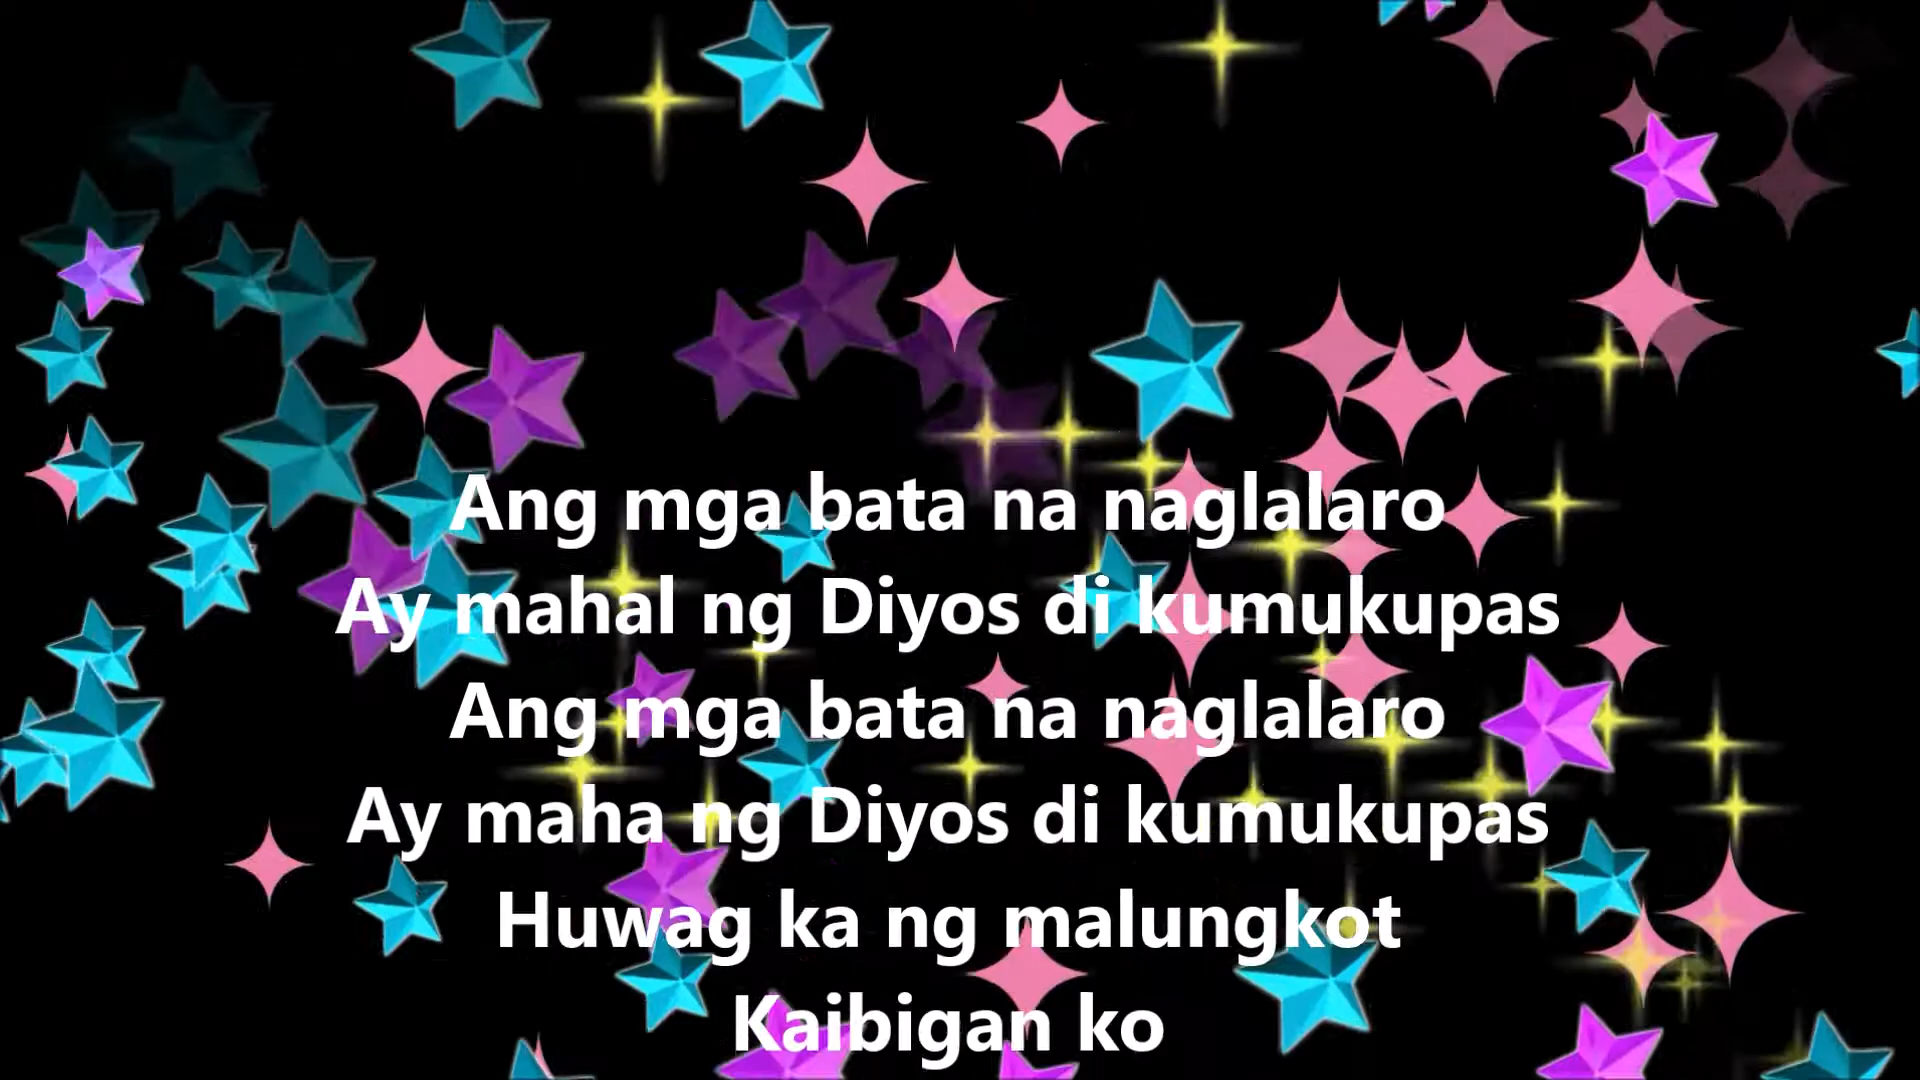 Ang mga bata na naglalaro
Ay mahal ng Diyos di kumukupas
Ang mga bata na naglalaro
Ay maha ng Diyos di kumukupas
Huwag ka ng malungkot
Kaibigan ko